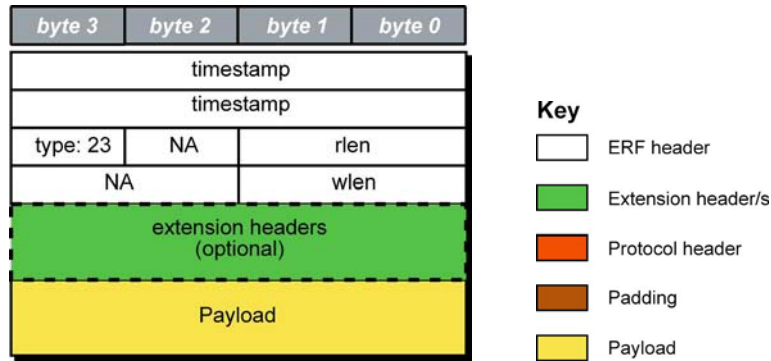 byte 3 byte 2 byte 1 byte 0
timestamp
timestamp
type: 23 NA rlen
NA wlen
extension headers
(optional)
Payload
Key
ERF header
Extension header/s
Protocol header
Padding
Payload